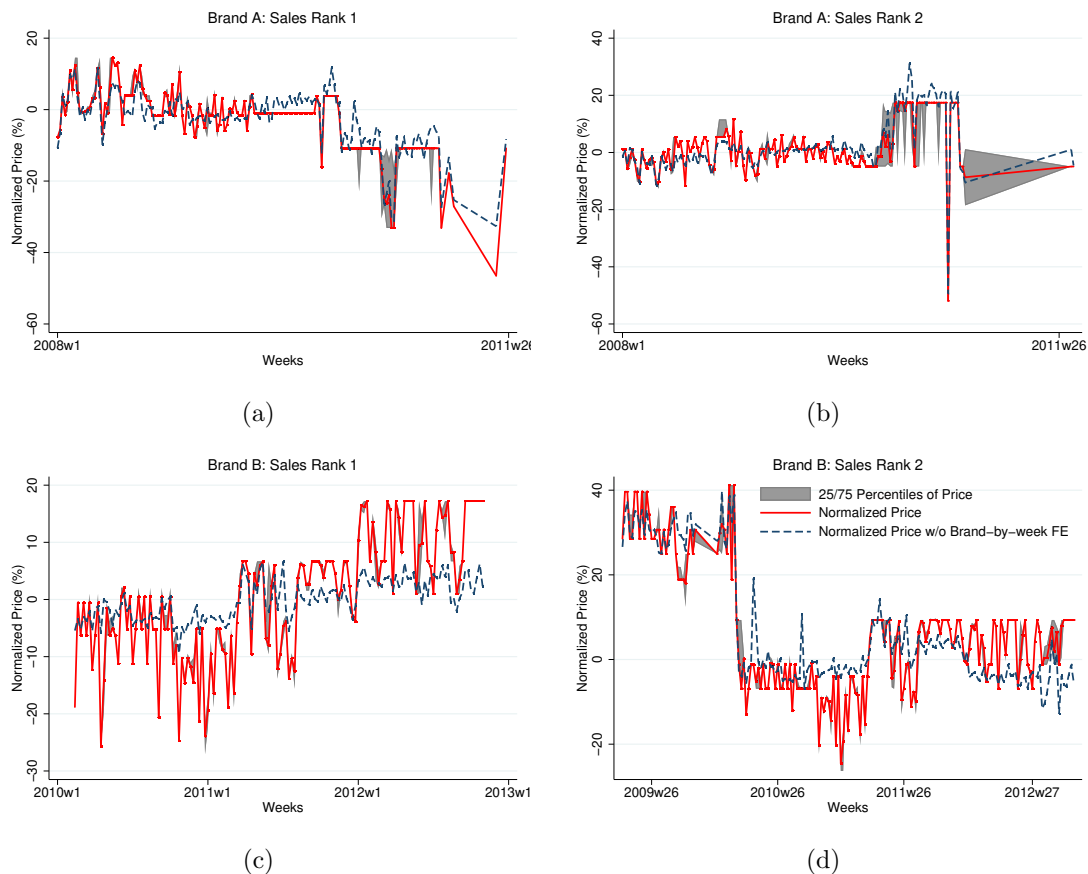 Brand A: Sales Rank 1
Normalized Price (%)
20
0
−20
−40
−60
2008w1
2011w26
Weeks
(a)
Brand A: Sales Rank 2
Normalized Price (%)
40
20
0
−20
−40
−60
2008w1
2011w26
Weeks
(b)
Brand B: Sales Rank 1
Normalized Price (%)
20
10
0
−10
−20
−30
2010w1
2011w1
2012w1
2013w1
Weeks
(c)
Brand B: Sales Rank 2
25/75 Percentiles of Price
Normalized Price
Normalized Price w/o Brand−by−week FE
Normalized Price (%)
40
20
0
−20
2009w26
2010w26
2011w26
2012w27
Weeks
(d)